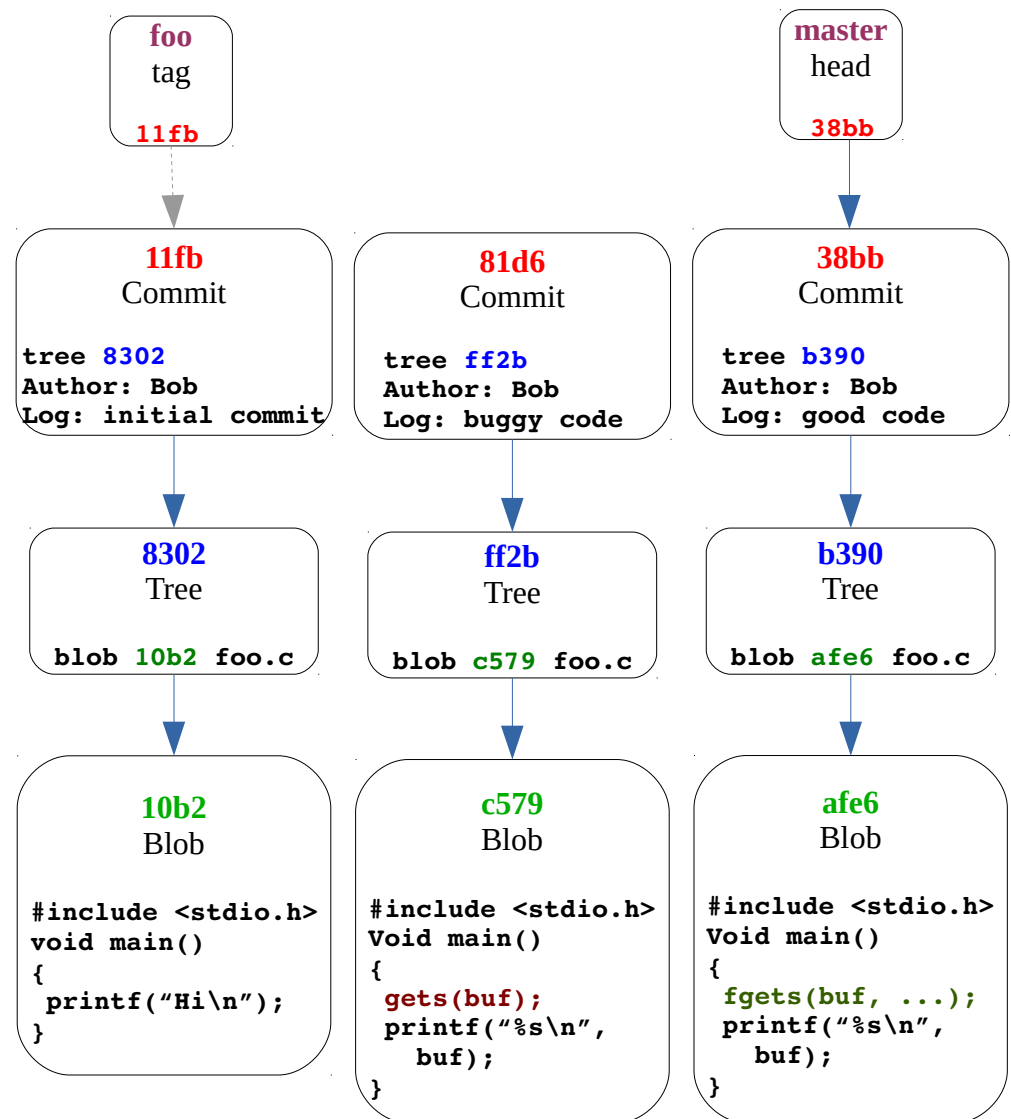 foo
tag
11fb
master
head
38bb
11fb
Commit
tree 8302
Author: Bob
Log: initial commit
81d6
Commit
tree ff2b
Author: Bob
Log: buggy code
38bb
Commit
tree b390
Author: Bob
Log: good code
8302
Tree
blob 10b2 foo.c
ff2b
Tree
blob c579 foo.c
b390
Tree
blob afe6 foo.c
10b2
Blob
#include <stdio.h>
void main()
{
printf(“Hi\n”);
}
c579
Blob
#include <stdio.h>
Void main()
{
gets(buf);
printf(“%s\n”,
buf);
}
afe6
Blob
#include <stdio.h>
Void main()
{
fgets(buf, ...);
printf(“%s\n”,
buf);
}